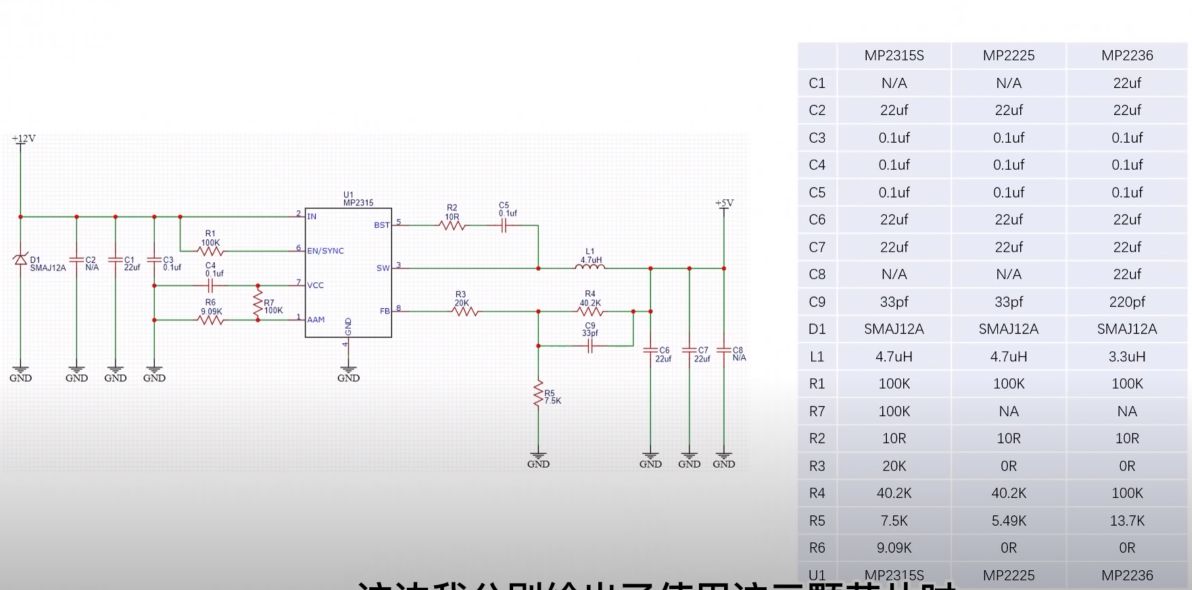 +12V
D1
SMAJ12A
C2
N/A
C1
22uf
C3
0.1uf
R1
100K
C4
0.1uf
R6
9.09K
R7
100K
U1
MP2315
2 IN
6 EN/SYNC
7 VCC
1 AAM
BST 5
SW 3
FB 8
GND
4
R2
10R
C5
0.1uf
L1
4.7uH
+5V
R3
20K
R4
40.2K
C9
33pf
R5
7.5K
C6
22uf
C7
22uf
C8
N/A
GND GND GND GND GND
GND GND GND GND
MP2315S MP2225 MP2236
C1 N/A N/A 22uf
C2 22uf 22uf 22uf
C3 0.1uf 0.1uf 0.1uf
C4 0.1uf 0.1uf 0.1uf
C5 0.1uf 0.1uf 0.1uf
C6 22uf 22uf 22uf
C7 22uf 22uf 22uf
C8 N/A N/A 22uf
C9 33pf 33pf 220pf
D1 SMAJ12A SMAJ12A SMAJ12A
L1 4.7uH 4.7uH 3.3uH
R1 100K 100K 100K
R7 100K NA NA
R2 10R 10R 10R
R3 20K 0R 0R
R4 40.2K 40.2K 100K
R5 7.5K 5.49K 13.7K
R6 9.09K 0R 0R
U1 MP2315S MP2225 MP2236